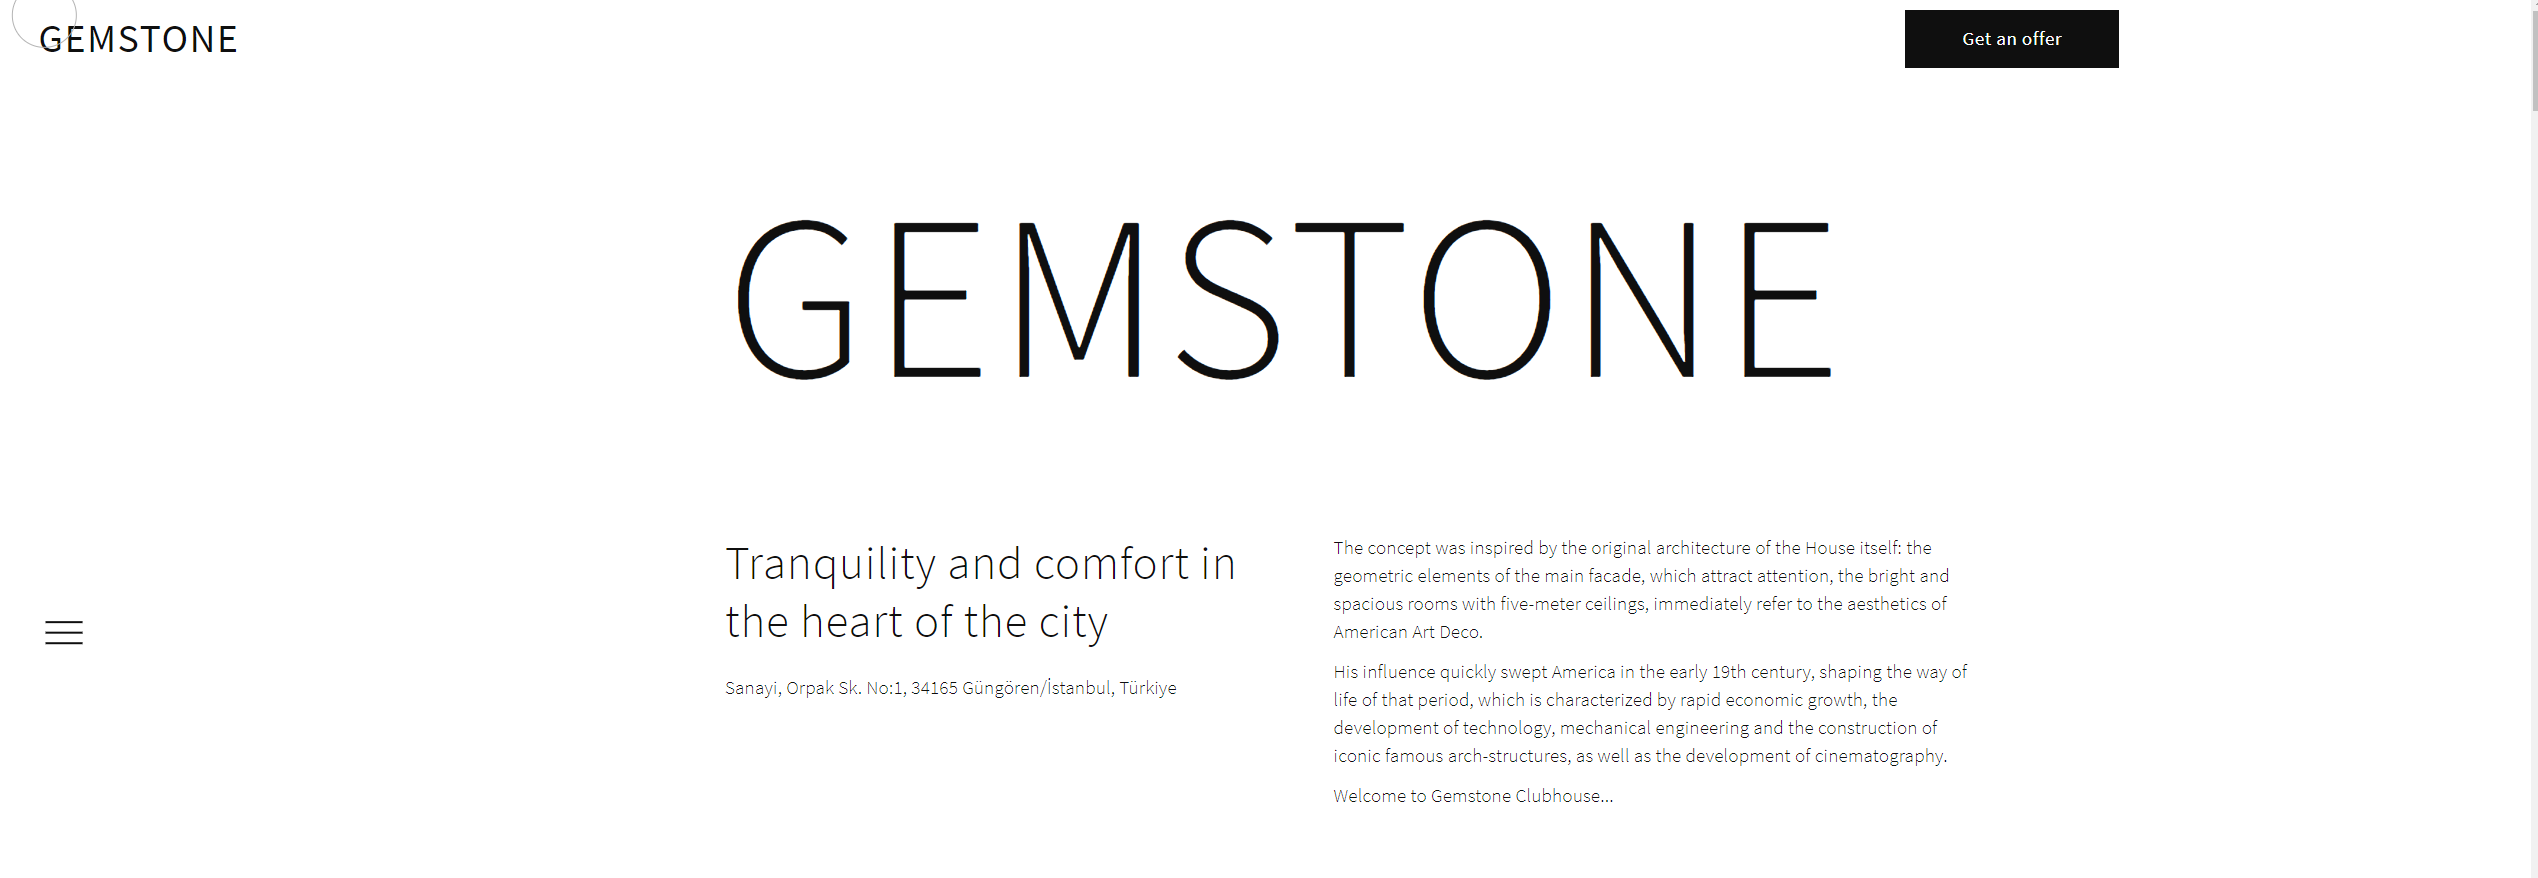 GEMSTONE
Get an offer
GEMSTONE
Tranquility and comfort in
the heart of the city
Sanayi, Orpak Sk. No:1, 34165 Güngören/İstanbul, Türkiye
The concept was inspired by the original architecture of the House itself: the
geometric elements of the main facade, which attract attention, the bright and
spacious rooms with five-meter ceilings, immediately refer to the aesthetics of
American Art Deco.
His influence quickly swept America in the early 19th century, shaping the way of
life of that period, which is characterized by rapid economic growth, the
development of technology, mechanical engineering and the construction of
iconic famous arch-structures, as well as the development of cinematography.
Welcome to Gemstone Clubhouse...